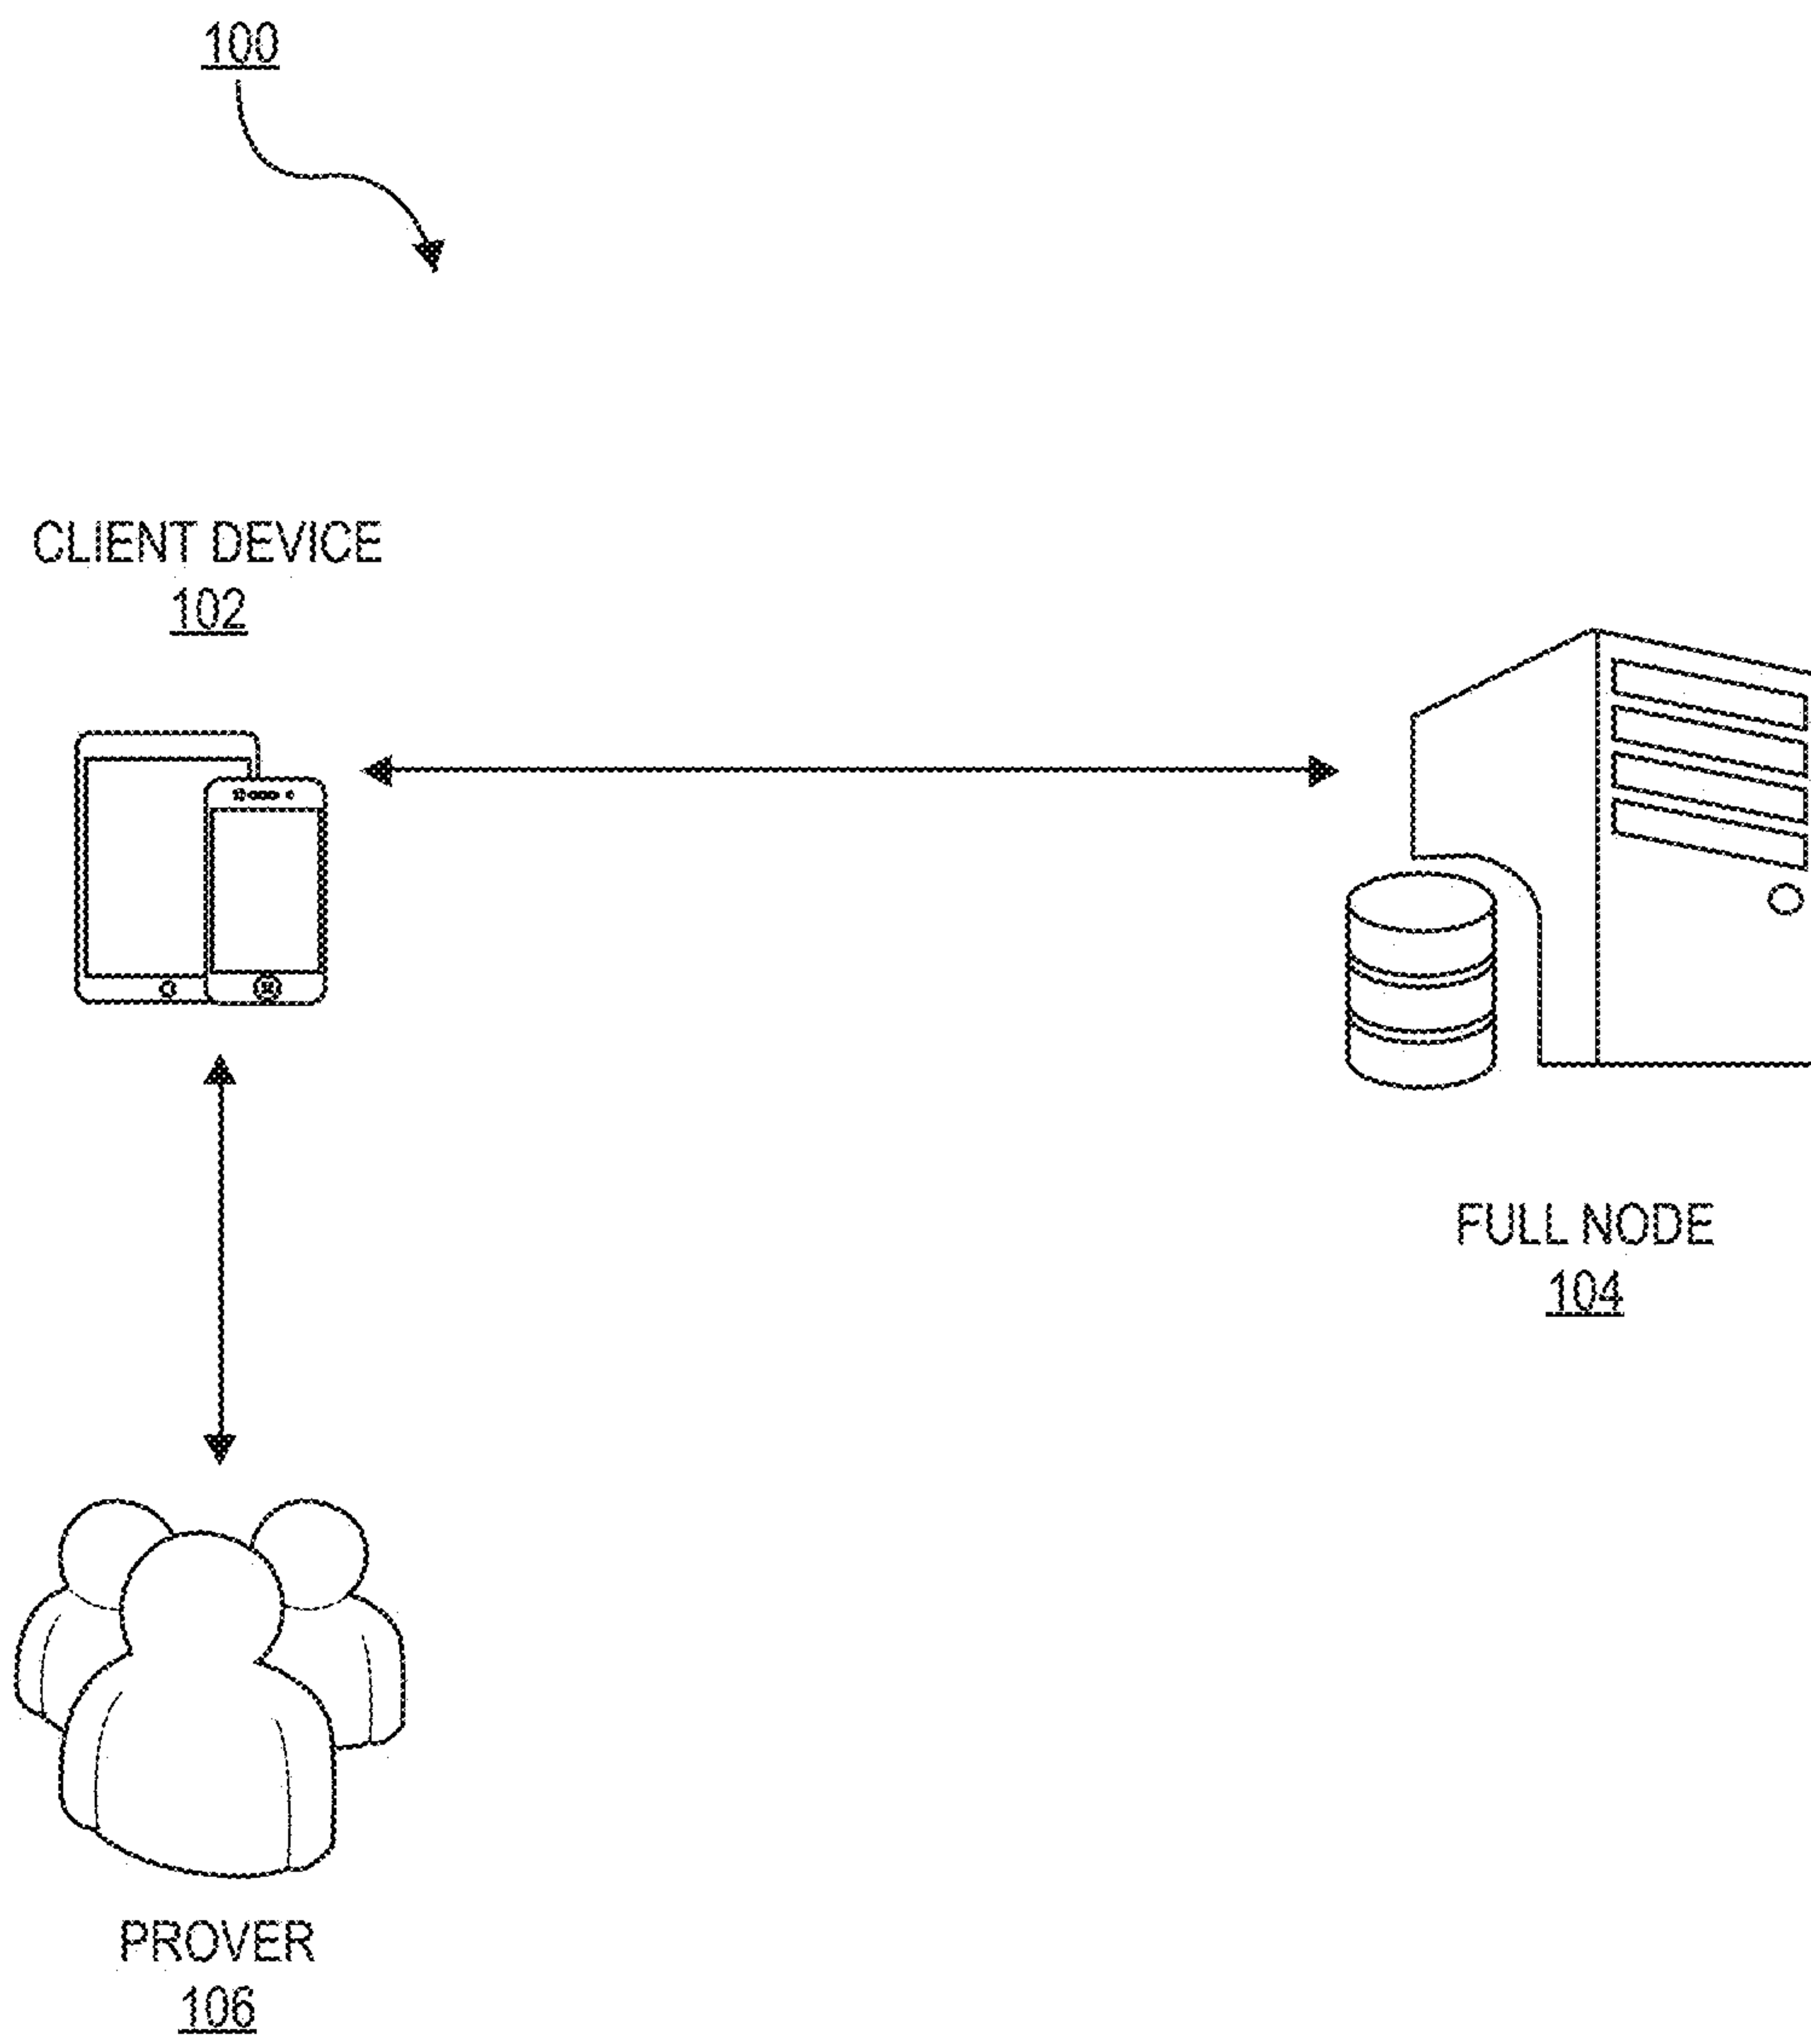 100
CLIENT DEVICE
102
FULL NODE
104
PROVER
106